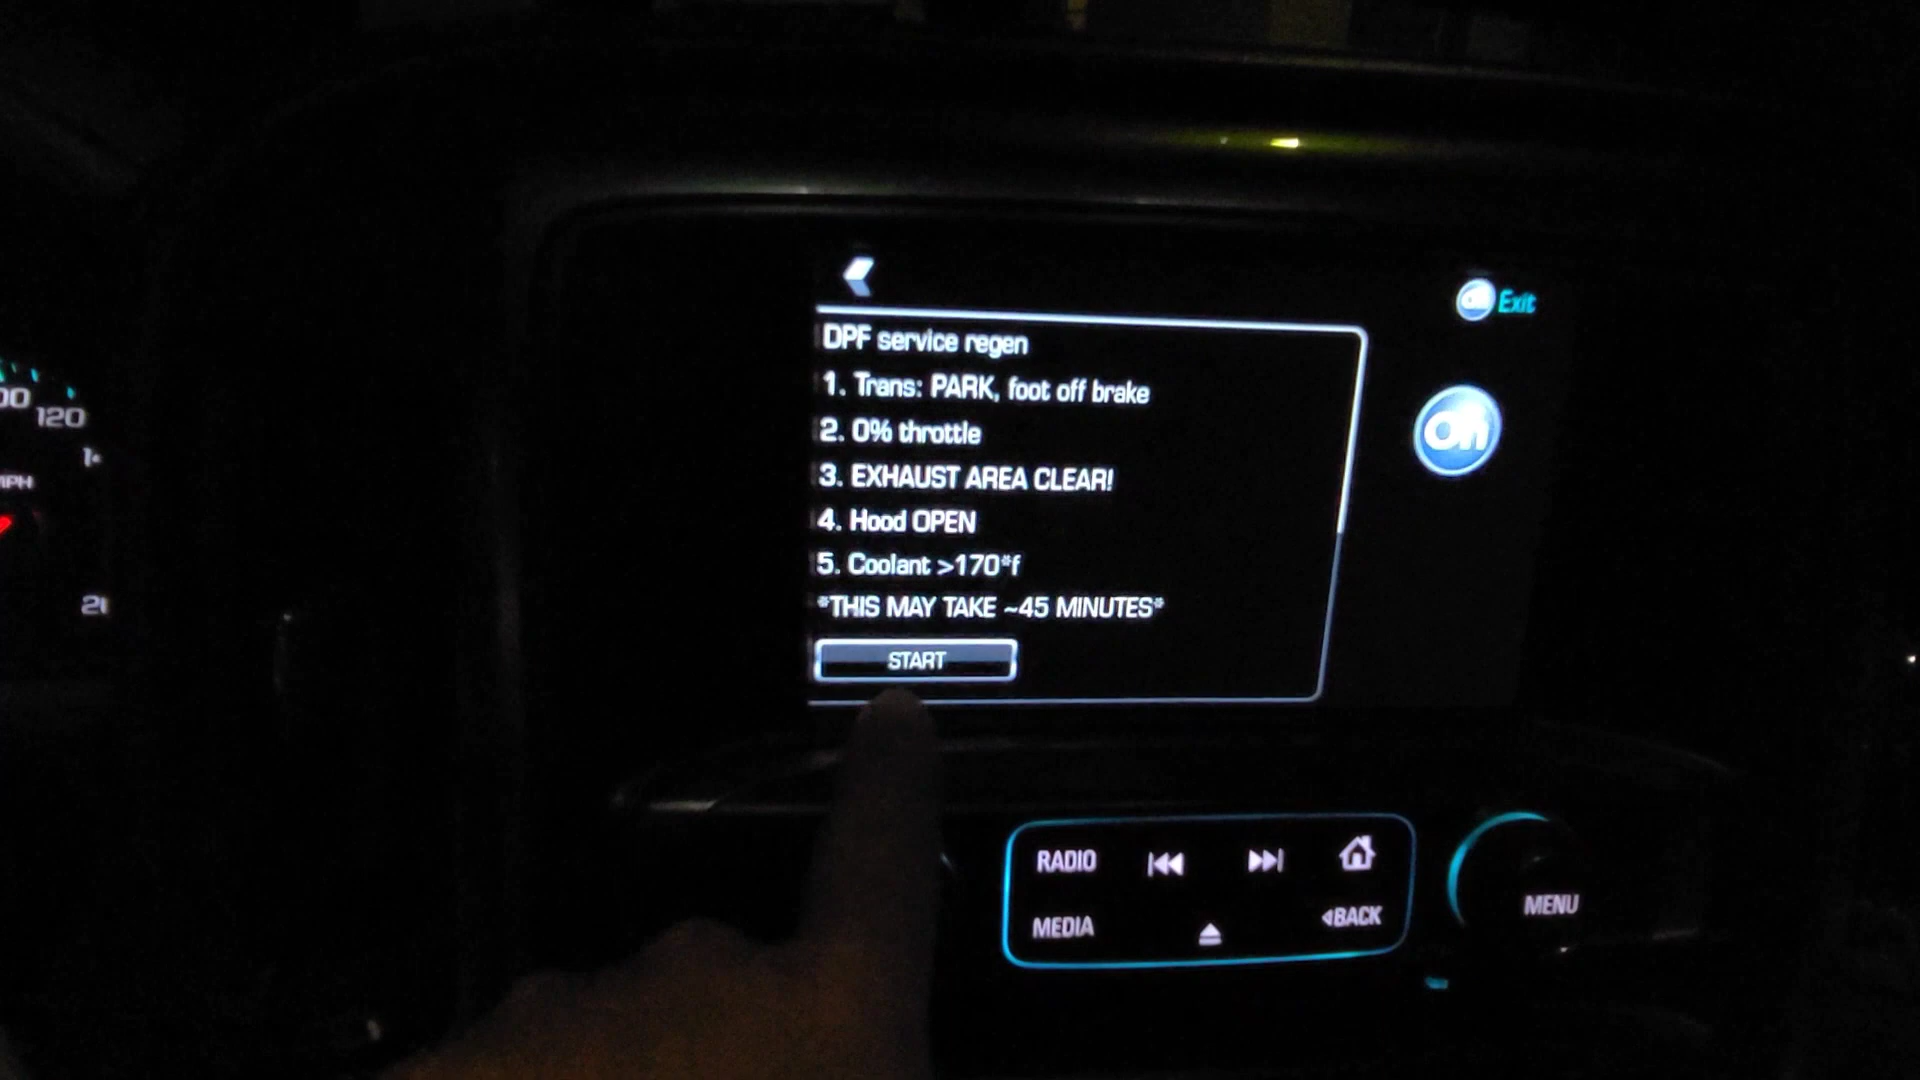 Exit
DPF service regen
1. Trans: PARK, foot off brake
2. 0% throttle
3. EXHAUST AREA CLEAR!
4. Hood OPEN
5. Coolant >170*f
*THIS MAY TAKE ~45 MINUTES*
START
120
MPH
RADIO
MEDIA
BACK
MENU